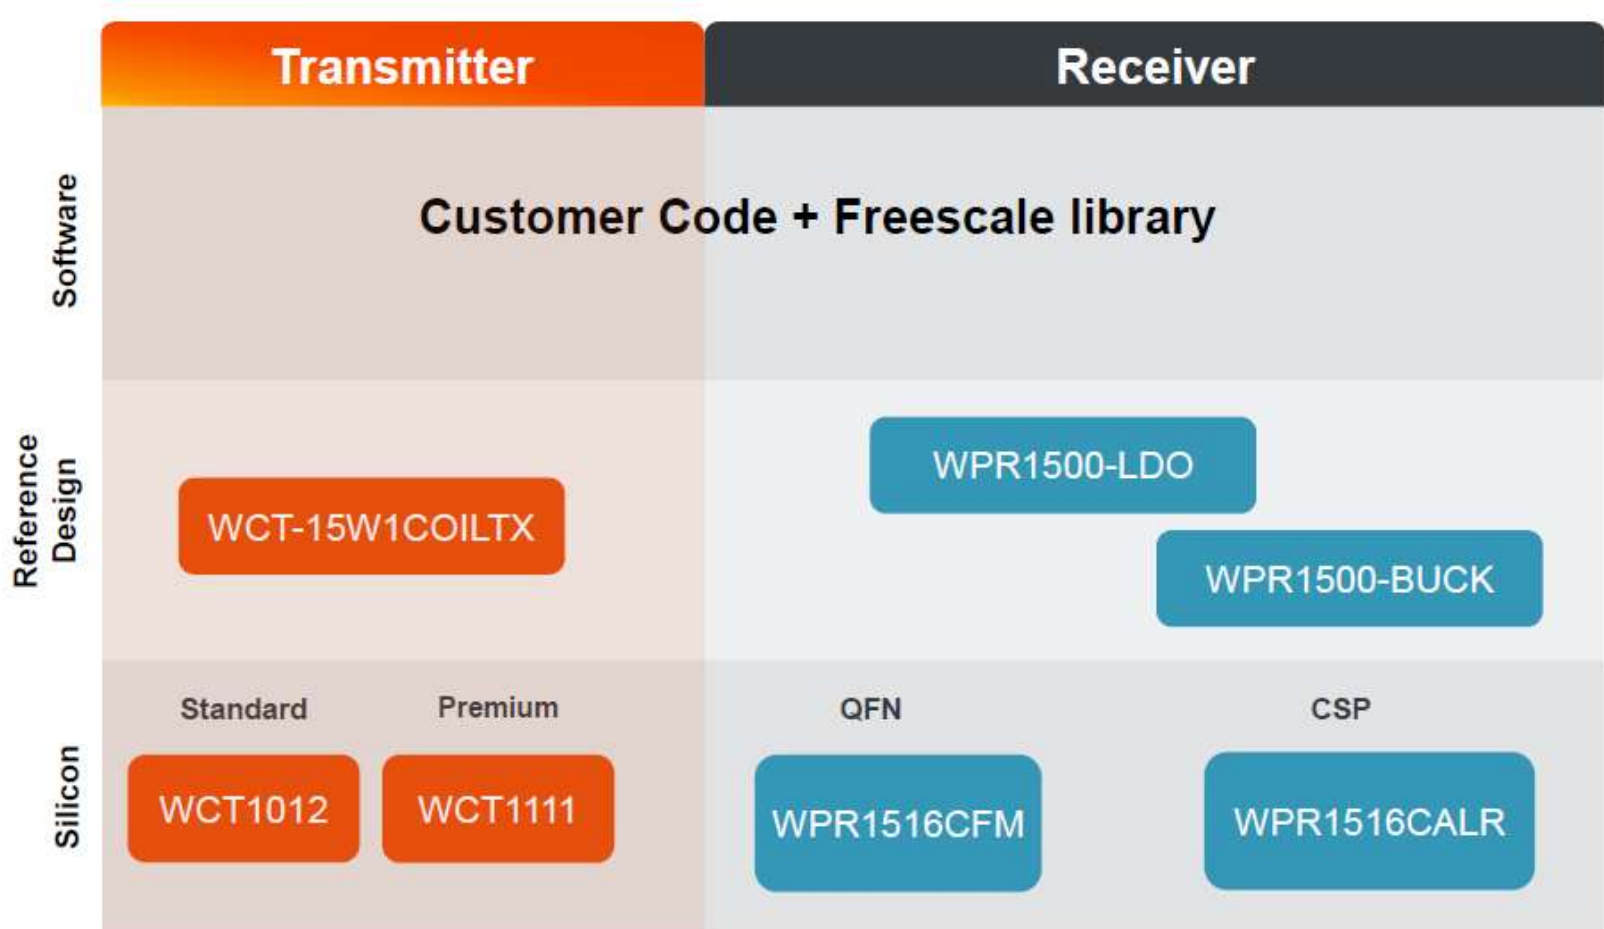 Transmitter
Receiver
Software
Customer Code + Freescale library
Reference
Design
WCT-15W1COILTX
WPR1500-LDO
WPR1500-BUCK
Silicon
Standard
Premium
QFN
CSP
WCT1012
WCT1111
WPR1516CFM
WPR1516CALR